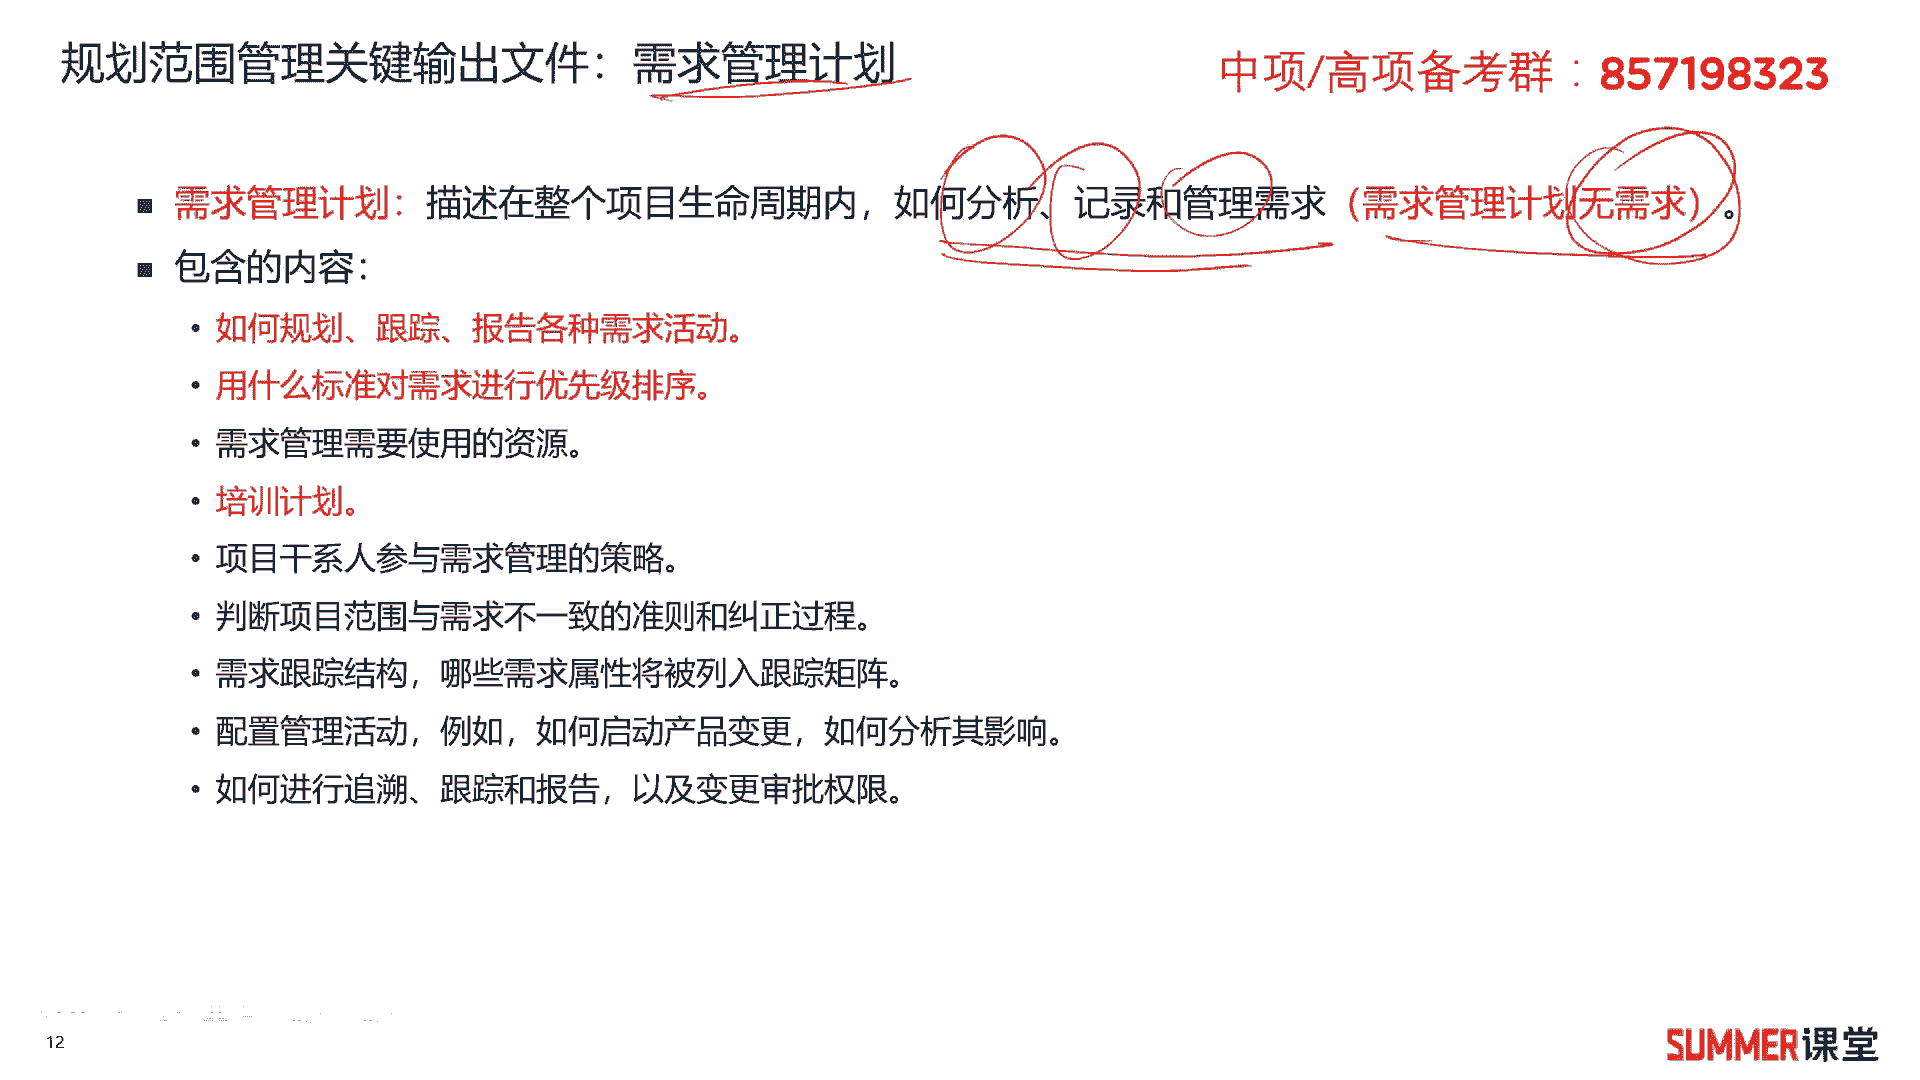 规划范围管理关键输出文件：需求管理计划
中项/高项备考群：857198323
■ 需求管理计划：描述在整个项目生命周期内，如何分析、记录和管理需求（需求管理计划无需求）。
■ 包含的内容：
• 如何规划、跟踪、报告各种需求活动。
• 用什么标准对需求进行优先级排序。
• 需求管理需要使用的资源。
• 培训计划。
• 项目干系人参与需求管理的策略。
• 判断项目范围与需求不一致的准则和纠正过程。
• 需求跟踪结构，哪些需求属性将被列入跟踪矩阵。
• 配置管理活动，例如，如何启动产品变更，如何分析其影响。
• 如何进行追溯、跟踪和报告，以及变更审批权限。
12
SUMMER课堂